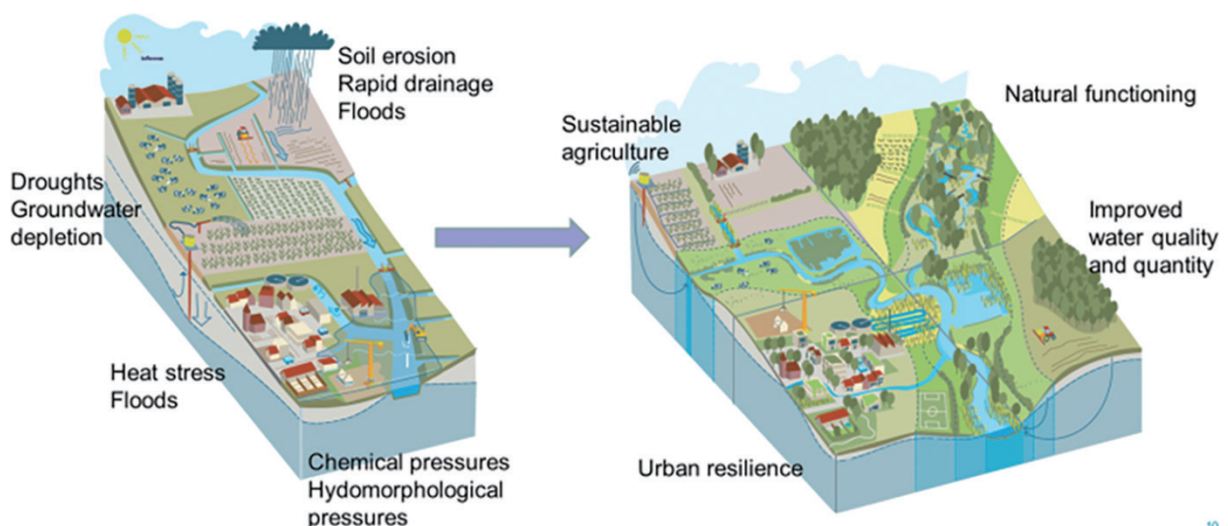 Soil erosion
Rapid drainage
Floods
Droughts
Groundwater
depletion
Heat stress
Floods
Chemical pressures
Hydomorphological
pressures
Sustainable
agriculture
Natural functioning
Improved
water quality
and quantity
Urban resilience